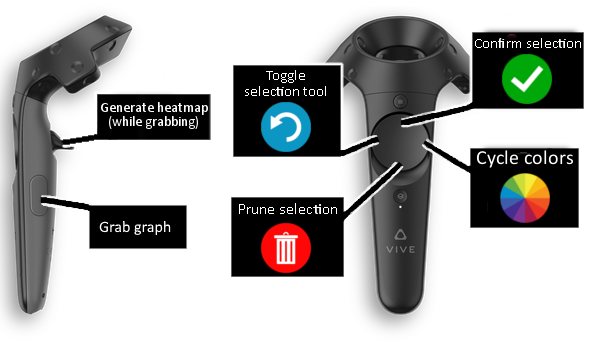 Generate heatmap
(while grabbing)
Grab graph
Toggle
selection tool
Confirm selection
Prune selection
Cycle colors
VIVE